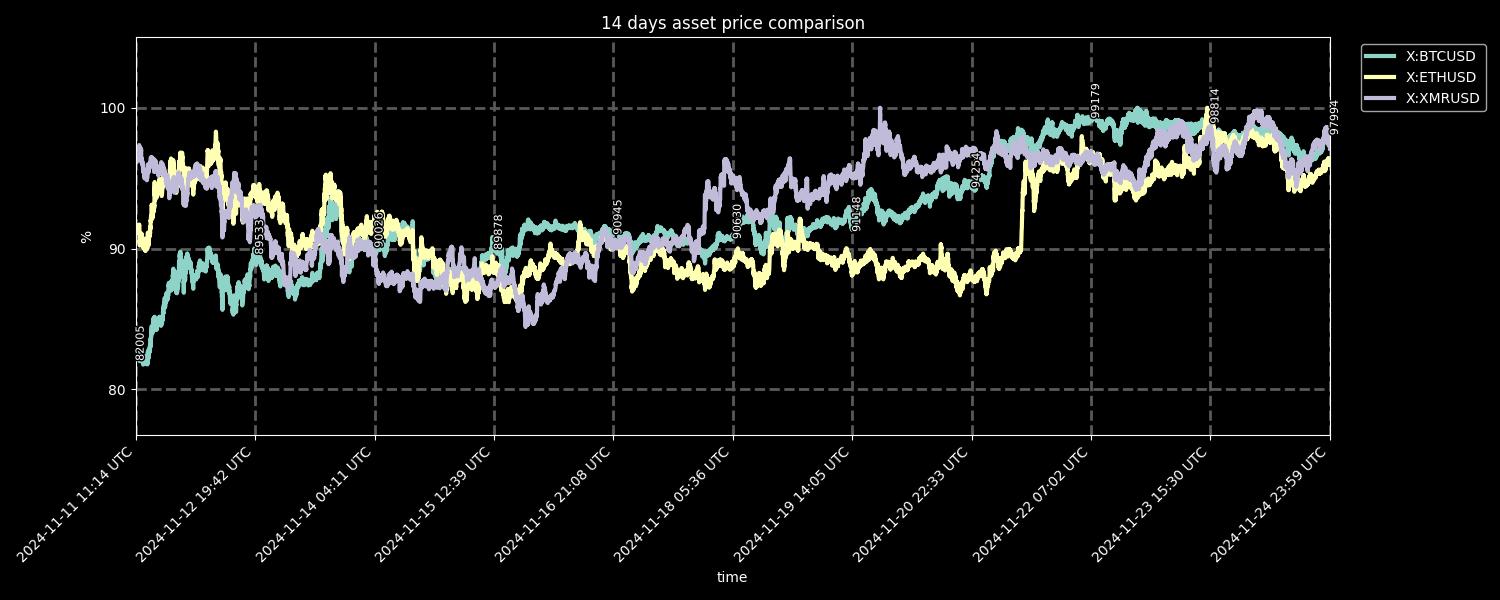 14 days asset price comparison
X:BTCUSD
X:ETHUSD
X:XMRUSD
%
100
90
80
82005
89533
90026
89878
90945
90630
91148
94254
99179
98814
97994
2024-11-11 11:14 UTC
2024-11-12 19:42 UTC
2024-11-14 04:11 UTC
2024-11-15 12:39 UTC
2024-11-16 21:08 UTC
2024-11-18 05:36 UTC
2024-11-19 14:05 UTC
2024-11-20 22:33 UTC
2024-11-22 07:02 UTC
2024-11-23 15:30 UTC
2024-11-24 23:59 UTC
time